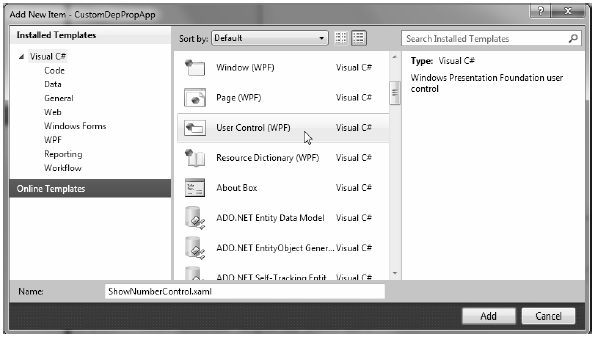 Add New Item - CustomDepPropApp
Installed Templates
Visual C#
Code
Data
General
Web
Windows Forms
WPF
Reporting
Workflow
Online Templates
Sort by: Default
Window (WPF) Visual C#
Page (WPF) Visual C#
User Control (WPF) Visual C#
Resource Dictionary (WPF) Visual C#
About Box Visual C#
ADO.NET Entity Data Model Visual C#
ADO.NET EntityObject Gener... Visual C#
ADO.NET Self-Tracking Entit Visual C#
Search Installed Templates
Type: Visual C#
Windows Presentation Foundation user
control
Name: ShowNumberControl.xaml
Add Cancel